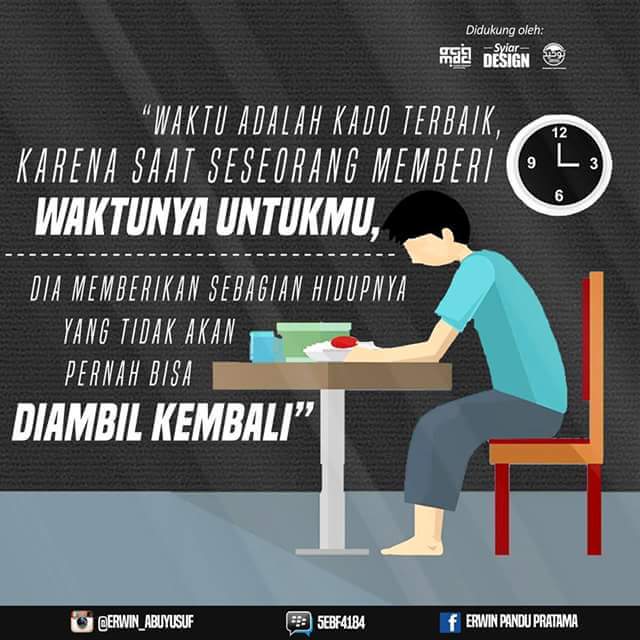 Didukung oleh:
Syiar
DESIGN
"WAKTU ADALAH KADO TERBAIK,
KARENA SAAT SESEORANG MEMBERI
WAKTUNYA UNTUKMU,
12
9 3
6
DIA MEMBERIKAN SEBAGIAN HIDUPNYA
YANG TIDAK AKAN
PERNAH BISA
DIAMBIL KEMBALI"
@ERWIN_ABUYUSUF
5EBF4184
ERWIN PANDU PRATAMA